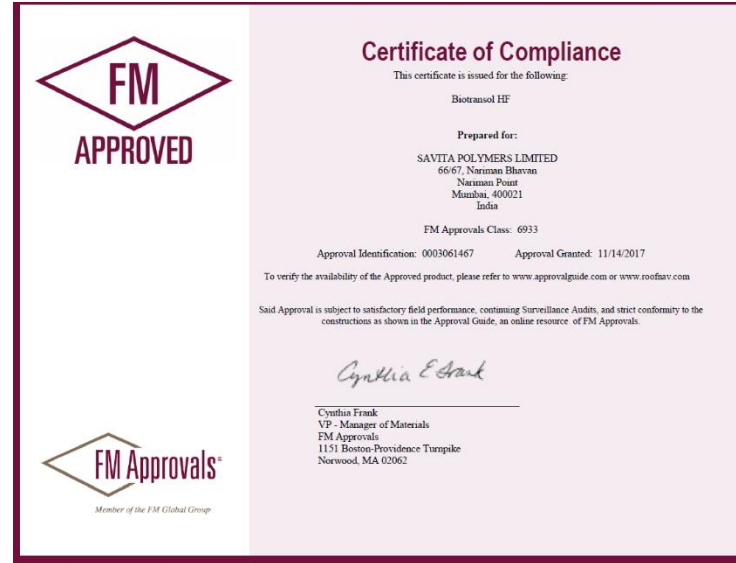 FM
APPROVED
Certificate of Compliance
This certificate is issued for the following:
Biotransol HF
Prepared for:
SAVITA POLYMERS LIMITED
66/67, Nariman Bhavan
Nariman Point
Mumbai, 400021
India
FM Approvals Class: 6933
Approval Identification: 0003061467 Approval Granted: 11/14/2017
To verify the availability of the Approved product, please refer to www.approvalguide.com or www.roofnav.com
Said Approval is subject to satisfactory field performance, continuing Surveillance Audits, and strict conformity to the
constructions as shown in the Approval Guide, an online resource of FM Approvals.
Cynthia E Frank
Cynthia Frank
VP - Manager of Materials
FM Approvals
1151 Boston-Providence Turnpike
Norwood, MA 02062
FM Approvals
Member of the FM Global Group